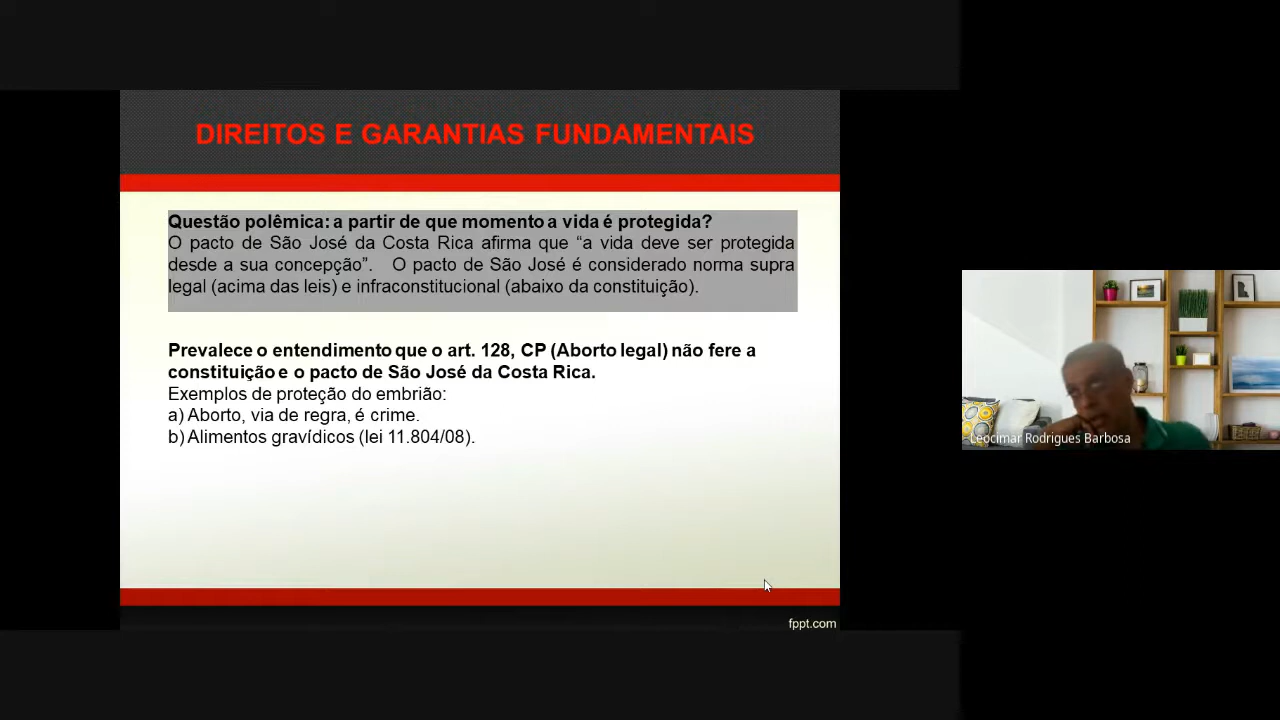 DIREITOS E GARANTIAS FUNDAMENTAIS
Questão polêmica: a partir de que momento a vida é protegida?
O pacto de São José da Costa Rica afirma que “a vida deve ser protegida
desde a sua concepção”. O pacto de São José é considerado norma supra
legal (acima das leis) e infraconstitucional (abaixo da constituição).
Prevalece o entendimento que o art. 128, CP (Aborto legal) não fere a
constituição e o pacto de São José da Costa Rica.
Exemplos de proteção do embrião:
a) Aborto, via de regra, é crime.
b) Alimentos gravídicos (lei 11.804/08).
Leocimar Rodrigues Barbosa
fppt.com